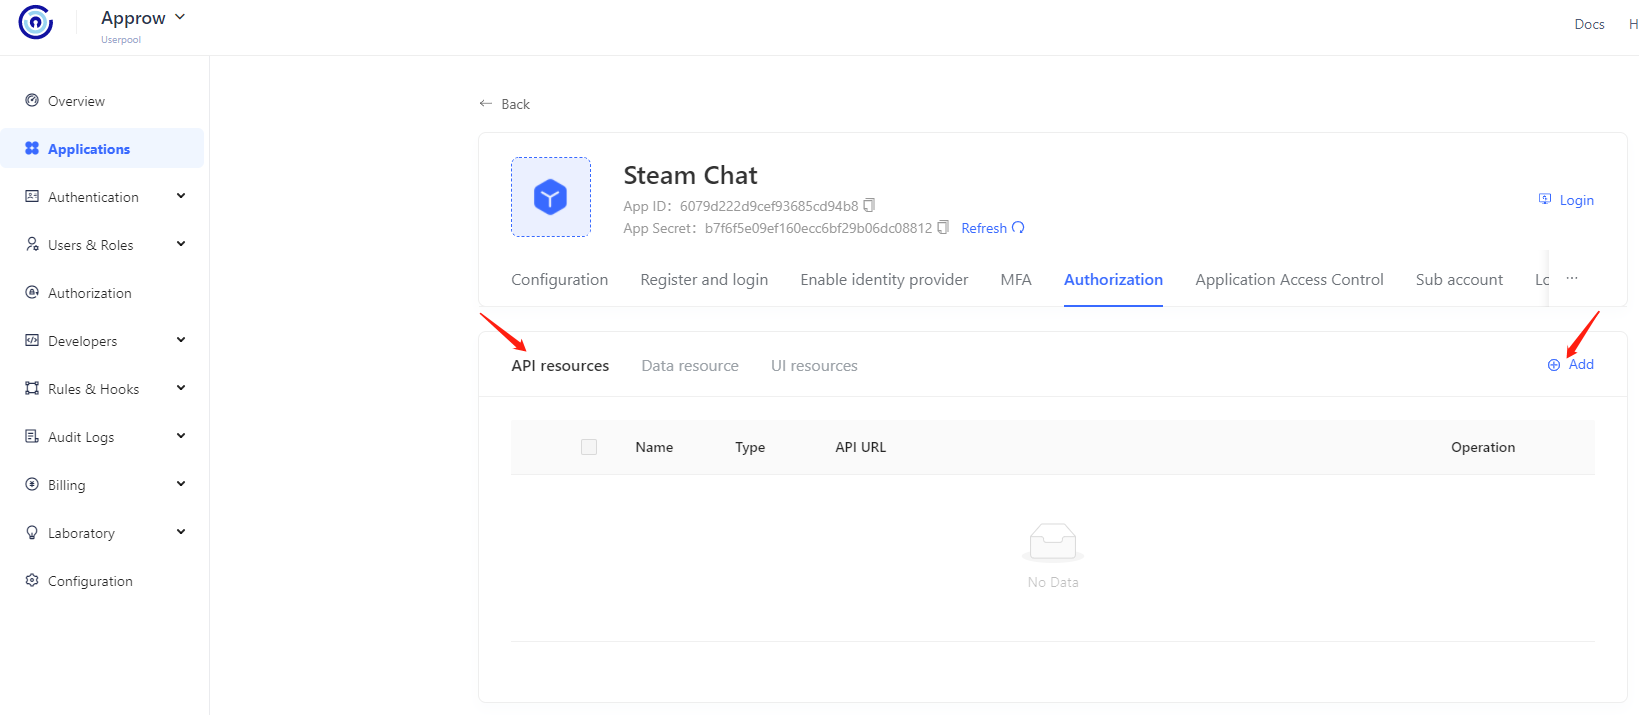 Approw
Userpool
Docs
H
Overview
Applications
Authentication
Users & Roles
Authorization
Developers
Rules & Hooks
Audit Logs
Billing
Laboratory
Configuration
← Back
Steam Chat
App ID: 6079d222d9cef93685cd94b8
App Secret: b7f6f5e09ef160ecc6bf29b06dc08812 Refresh
Login
Configuration Register and login Enable identity provider MFA Authorization Application Access Control Sub account Lo ...
API resources Data resource UI resources Add
Name Type API URL Operation
No Data